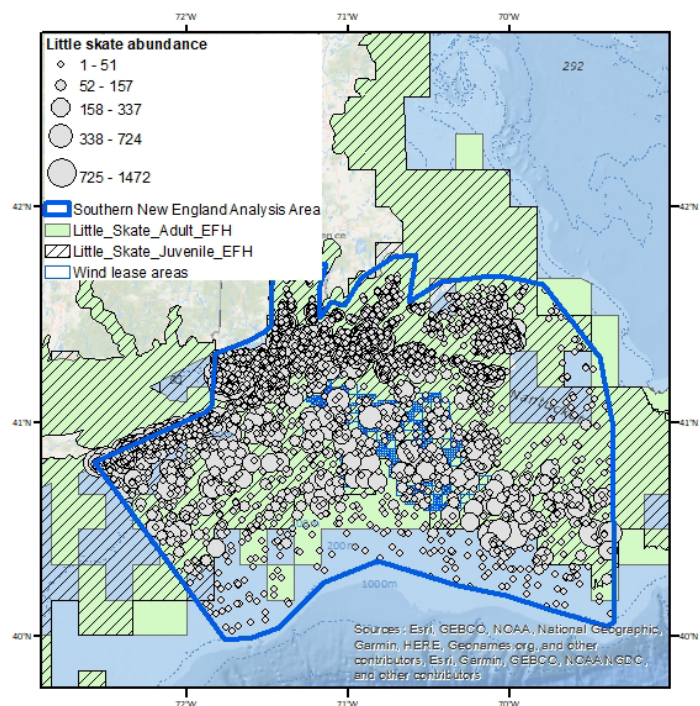 72°W 71°W 70°W
Little skate abundance
1 - 51
52 - 157
158 - 337
338 - 724
725 - 1472
Southern New England Analysis Area
Little_Skate_Adult_EFH
Little_Skate_Juvenile_EFH
Wind lease areas
292
42°N 42°N
nce
Nantucket
41°N 41°N
200m
1000m
40°N 40°N
Sources: Esri, GEBCO, NOAA, National Geographic,
Garmin, HERE, Geonames.org, and other
contributors, Esri, Garmin, GEBCO, NOAA NGDC,
and other contributors
72°W 71°W 70°W